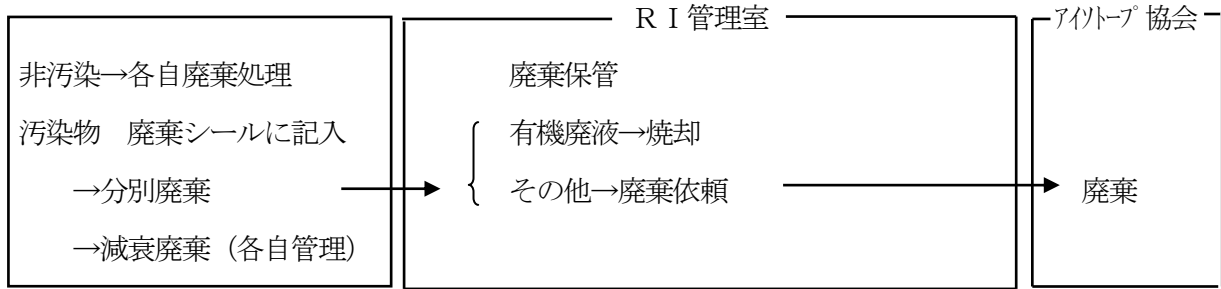 ＲＩ管理室
ｱｲｿﾄｰﾌﾟ 協会
非汚染→各自廃棄処理
汚染物　廃棄シールに記入
→分別廃棄
→減衰廃棄（各自管理）
廃棄保管
有機廃液→焼却
その他→廃棄依頼
廃棄